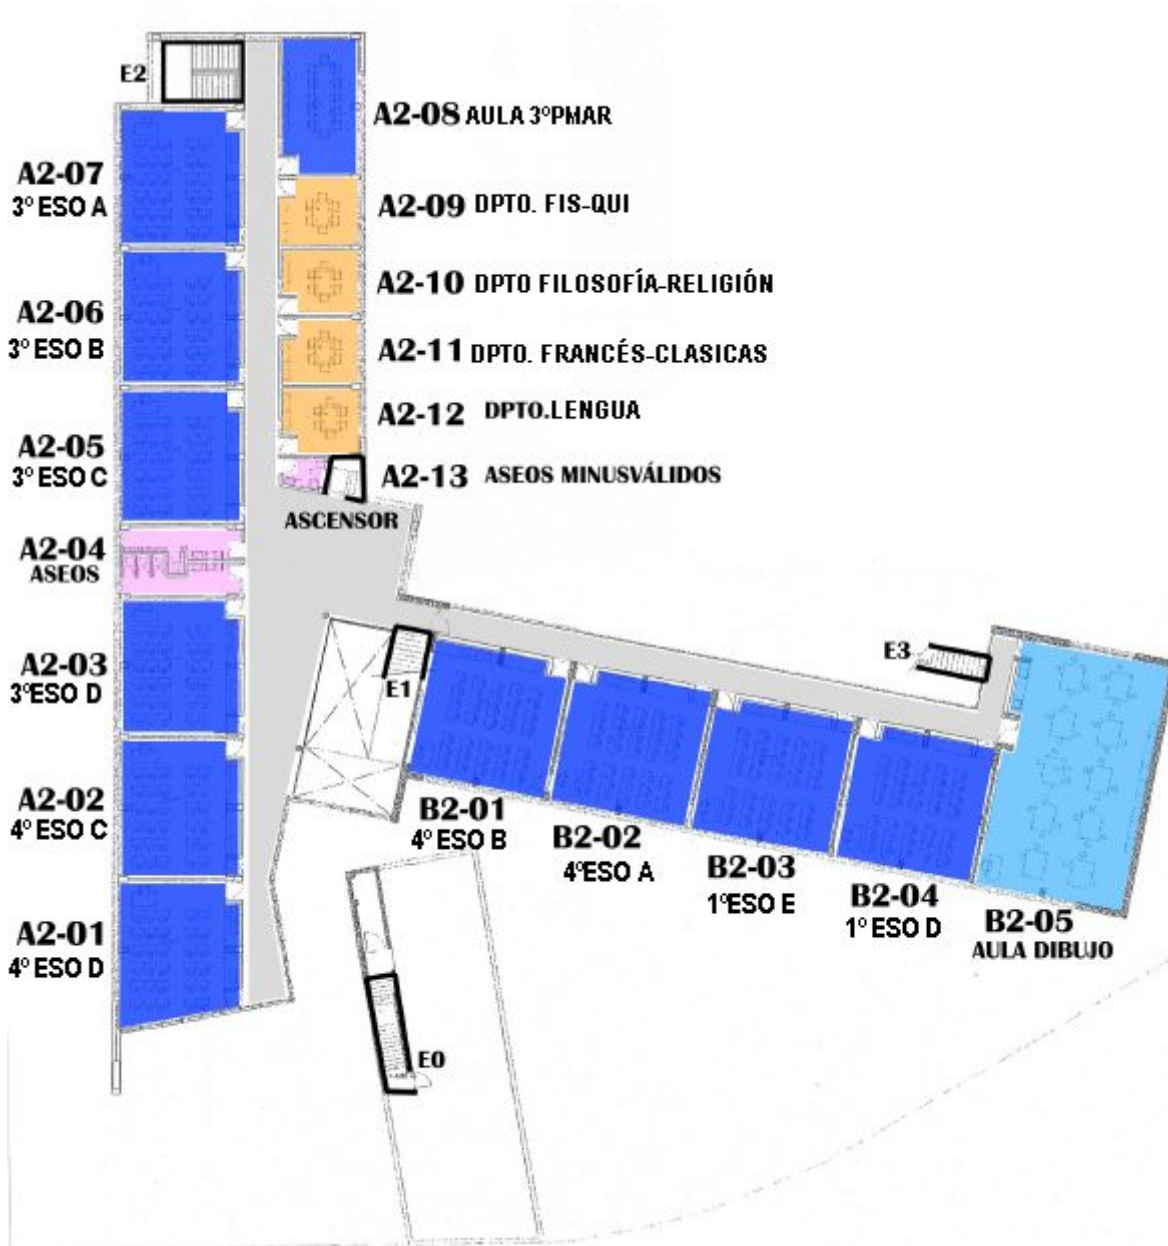 E2
A2-08 AULA 3ºPMAR
A2-07
3º ESO A
A2-09 DPTO. FIS-QUI
A2-10 DPTO FILOSOFÍA-RELIGIÓN
A2-06
3º ESO B
A2-11 DPTO. FRANCÉS-CLASICAS
A2-12 DPTO.LENGUA
A2-05
3º ESO C
A2-13 ASEOS MINUSVÁLIDOS
ASCENSOR
A2-04
ASEOS
A2-03
3ºESO D
E1
E3
A2-02
4º ESO C
B2-01
4º ESO B
B2-02
4ºESO A
B2-03
1ºESO E
B2-04
1º ESO D
B2-05
AULA DIBUJO
A2-01
4º ESO D
E0